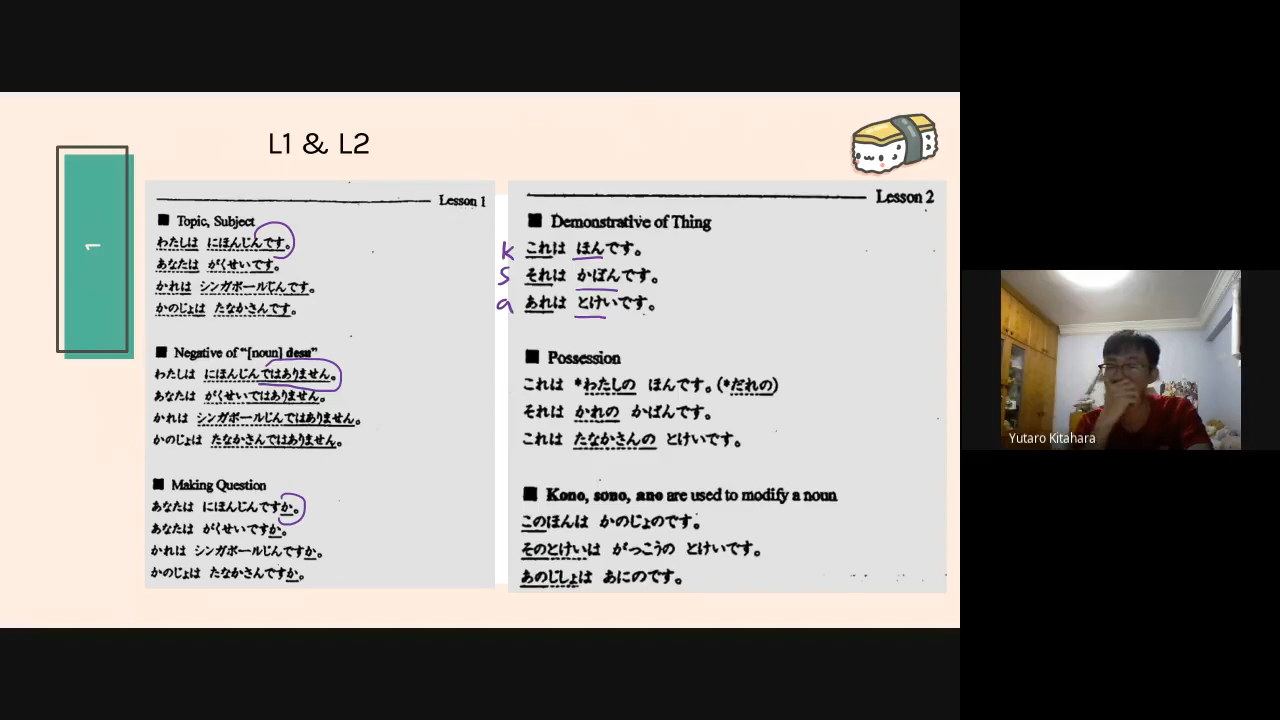 L1 & L2
1
Lesson 1
■ Topic, Subject
わたしは にほんじんです。
あなたは がくせいです。
かれは シンガポールじんです。
かのじょは たなかさんです。
■ Negative of "[noun] desu"
わたしは にほんじんではありません。
あなたは がくせいではありません。
かれは シンガポールじんではありません。
かのじょは たなかさんではありません。
■ Making Question
あなたは にほんじんですか。
あなたは がくせいですか。
かれは シンガポールじんですか。
かのじょは たなかさんですか。
Lesson 2
■ Demonstrative of Thing
K これは ほんです。
S それは かばんです。
a あれは とけいです。
■ Possession
これは *わたしの ほんです。(*だれの)
それは かれの かばんです。
これは たなかさんの とけいです。
■ Kono, sono, ano are used to modify a noun
このほんは かのじょのです。
そのとけいは がっこうの とけいです。
あのじしょは あにのです。
Yutaro Kitahara